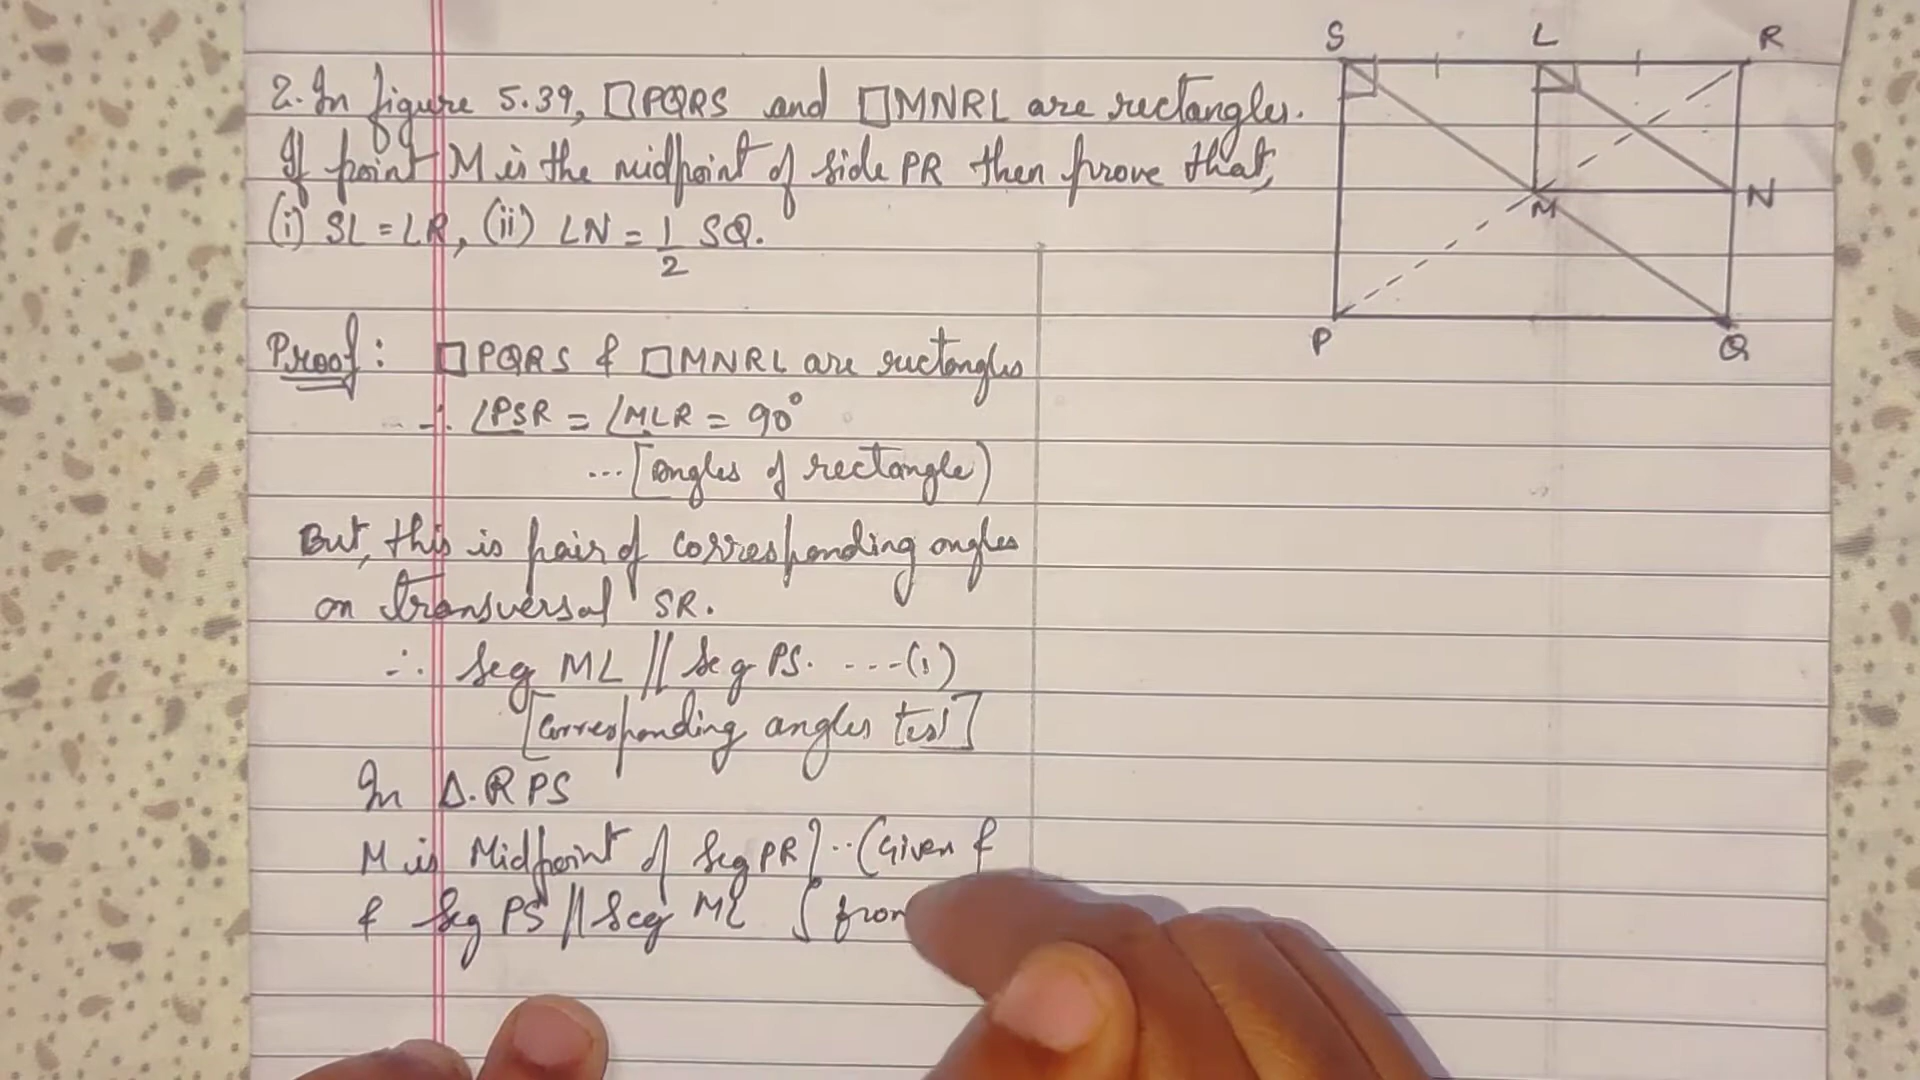 2. In figure 5.39, □PQRS and □MNRL are rectangles.
If point M is the midpoint of side PR then prove that,
(i) SL = LR, (ii) LN = 1/2 SQ.
S L R
M N
P Q
Proof: □PQRS & □MNRL are rectangles
∴ ∠PSR = ∠MLR = 90°
... [angles of rectangle)
But, this is pair of corresponding angles
on transversal SR.
∴ Seg ML || Seg PS. ----(1)
[Corresponding angles test]
In Δ.RPS
M is Midpoint of Seg PR } ..(Given &
& Seg PS || Seg ML from